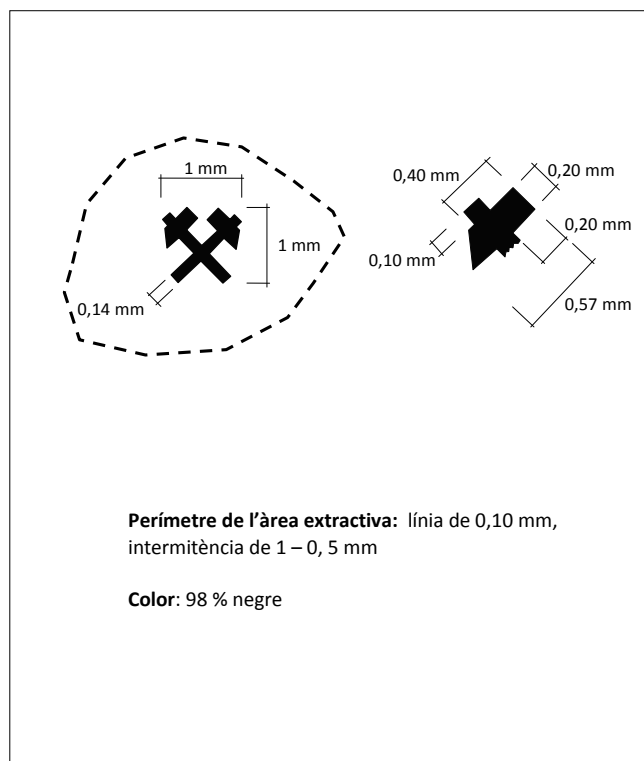 1 mm
1 mm
0,14 mm
0,40 mm
0,20 mm
0,20 mm
0,10 mm
0,57 mm
Perímetre de l’àrea extractiva: línia de 0,10 mm,
intermitència de 1 – 0, 5 mm
Color: 98 % negre